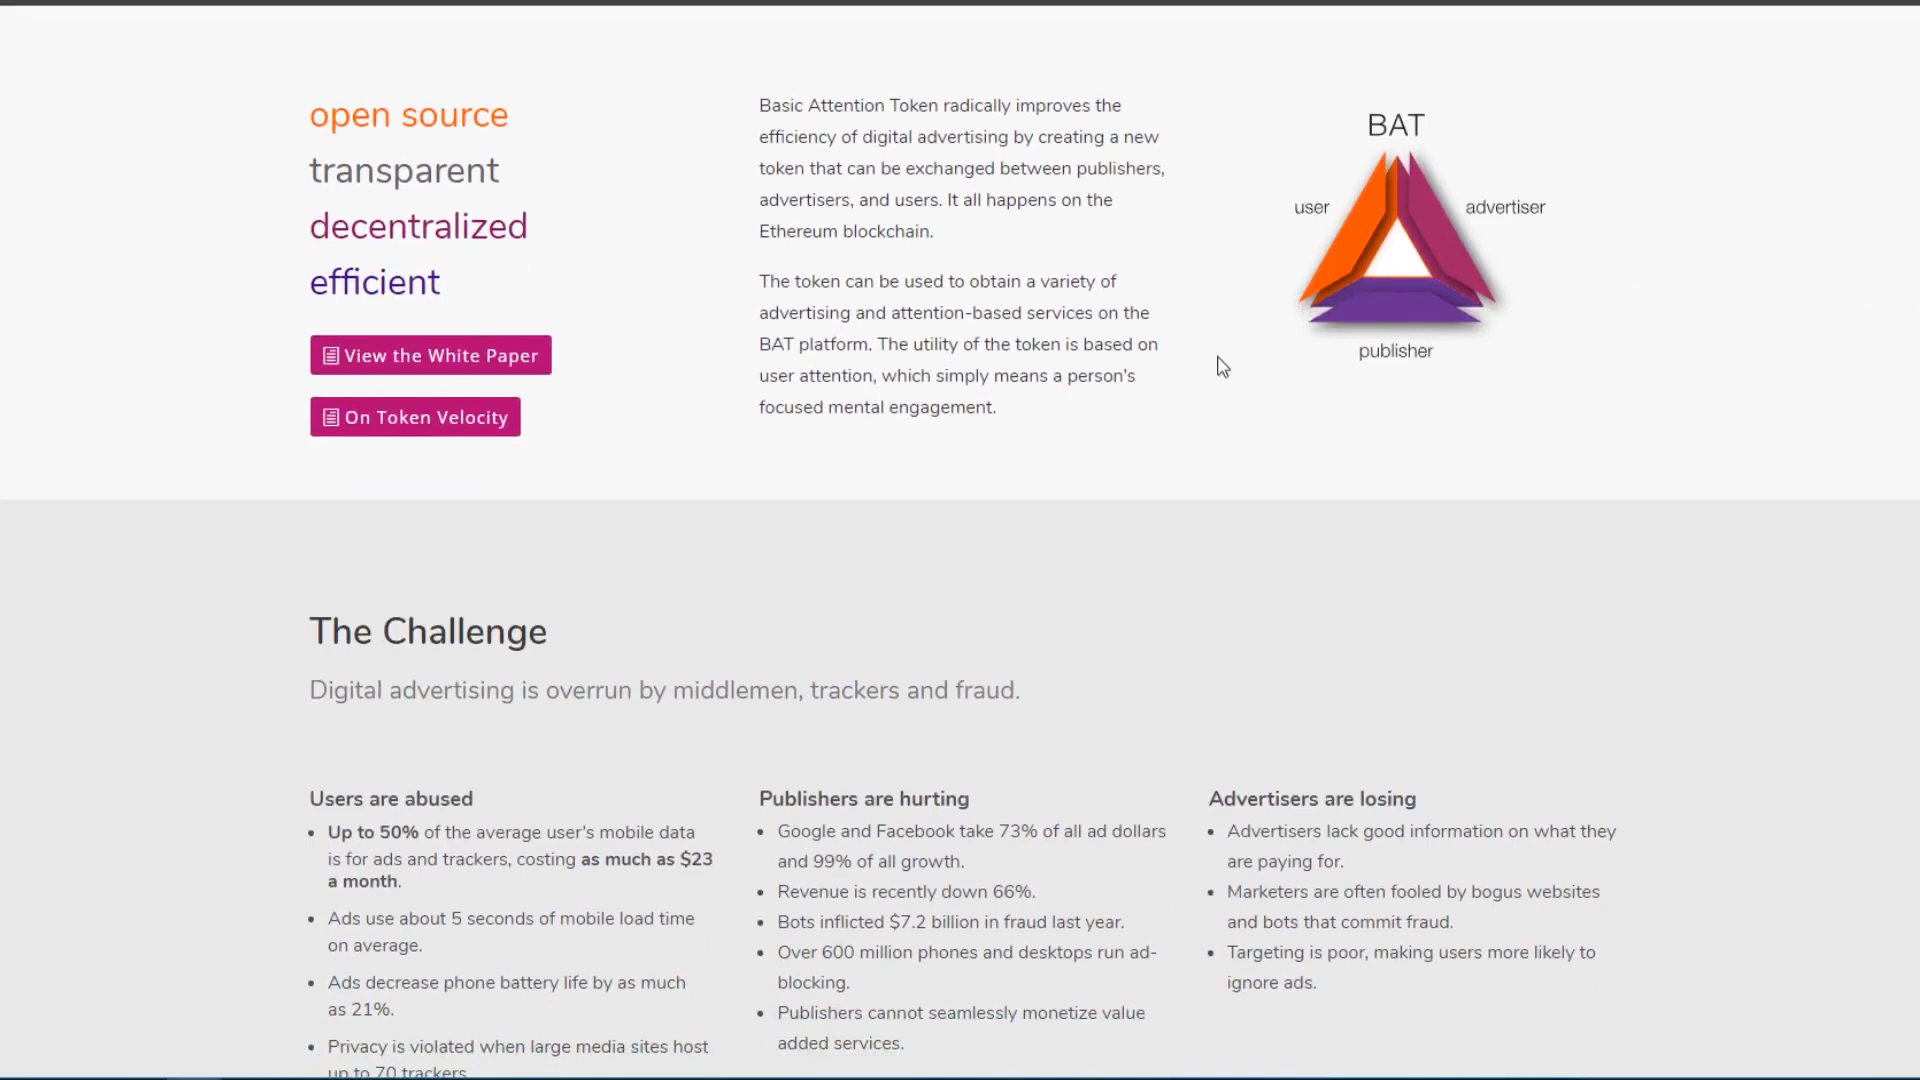 open source
transparent
decentralized
efficient
View the White Paper
On Token Velocity
Basic Attention Token radically improves the
efficiency of digital advertising by creating a new
token that can be exchanged between publishers,
advertisers, and users. It all happens on the
Ethereum blockchain.
The token can be used to obtain a variety of
advertising and attention-based services on the
BAT platform. The utility of the token is based on
user attention, which simply means a person's
focused mental engagement.
BAT
user
advertiser
publisher
The Challenge
Digital advertising is overrun by middlemen, trackers and fraud.
Users are abused
Up to 50% of the average user's mobile data
is for ads and trackers, costing as much as $23
a month.
Ads use about 5 seconds of mobile load time
on average.
Ads decrease phone battery life by as much
as 21%.
Privacy is violated when large media sites host
up to 70 trackers.
Publishers are hurting
Google and Facebook take 73% of all ad dollars
and 99% of all growth.
Revenue is recently down 66%.
Bots inflicted $7.2 billion in fraud last year.
Over 600 million phones and desktops run ad-
blocking.
Publishers cannot seamlessly monetize value
added services.
Advertisers are losing
Advertisers lack good information on what they
are paying for.
Marketers are often fooled by bogus websites
and bots that commit fraud.
Targeting is poor, making users more likely to
ignore ads.